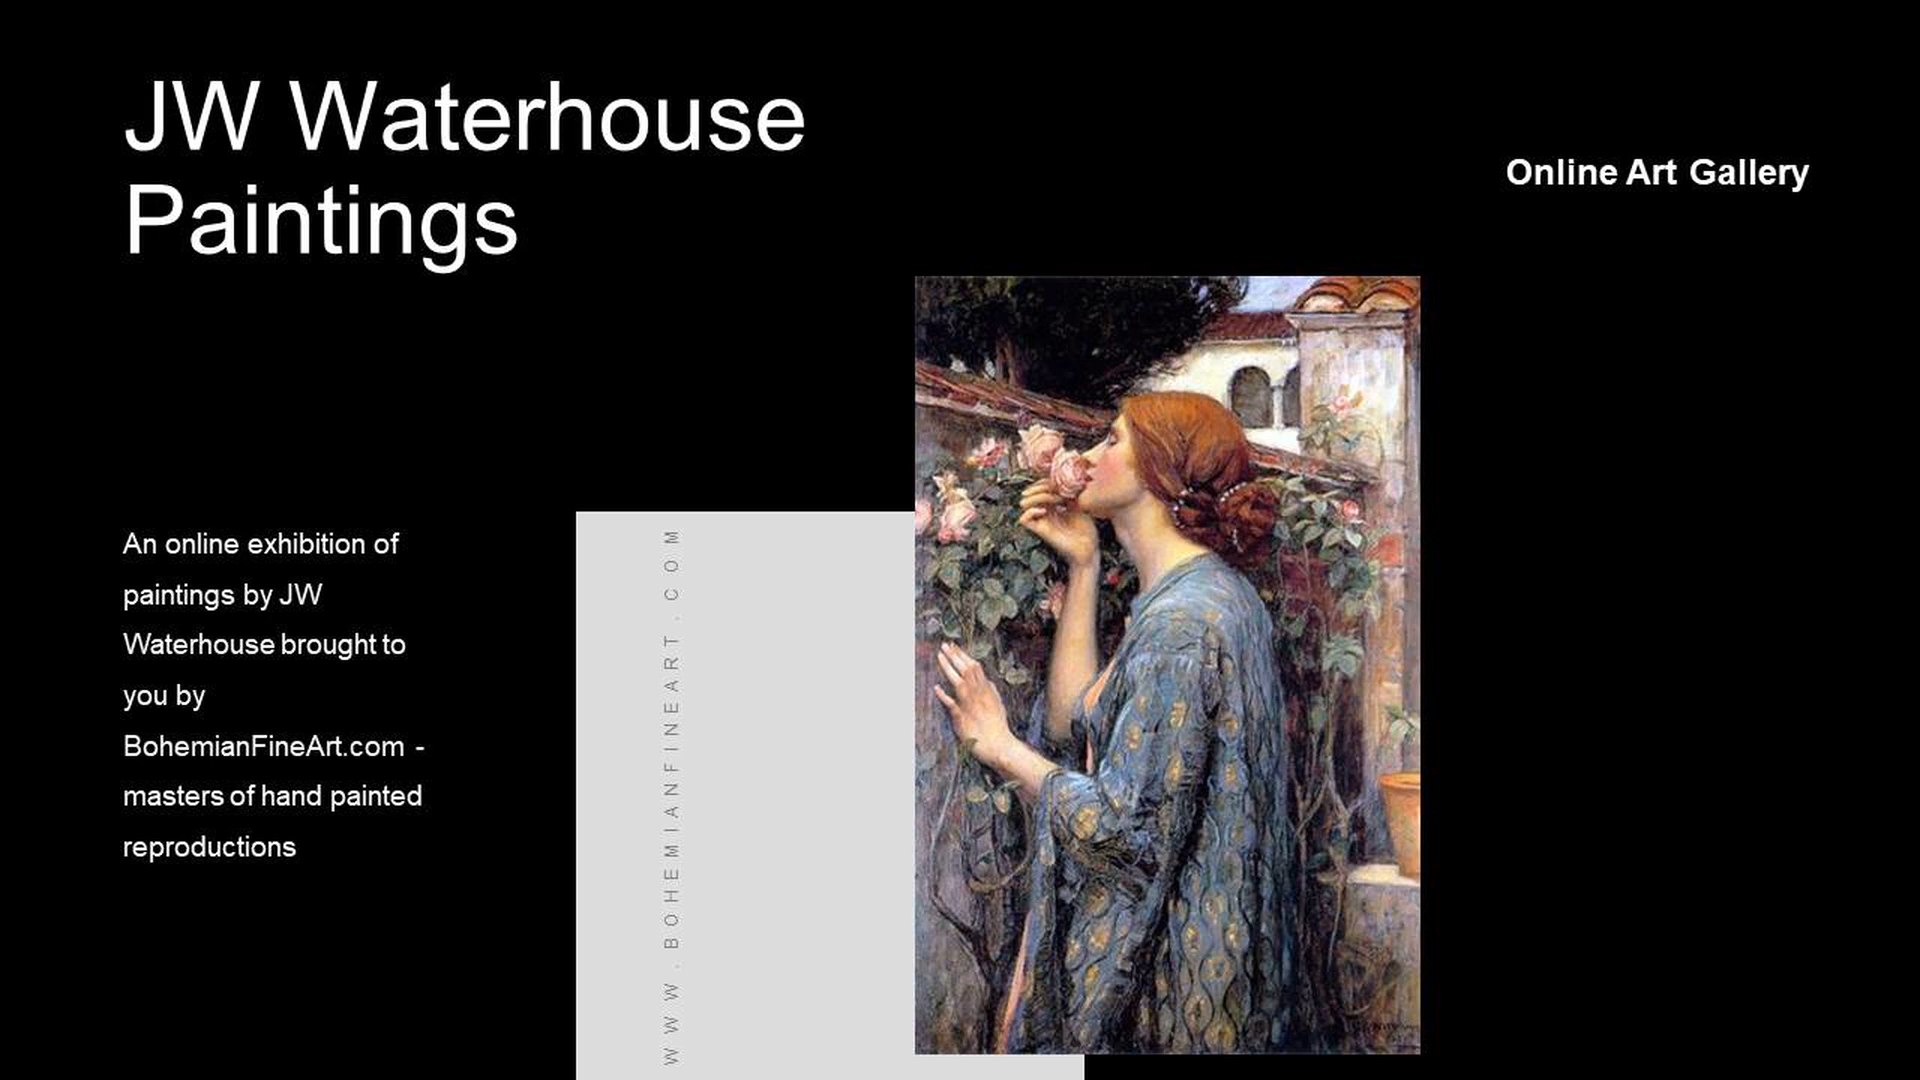 JW Waterhouse
Paintings
Online Art Gallery
An online exhibition of
paintings by JW
Waterhouse brought to
you by
BohemianFineArt.com -
masters of hand painted
reproductions
WWW.BOHEMIANFINEART.COM